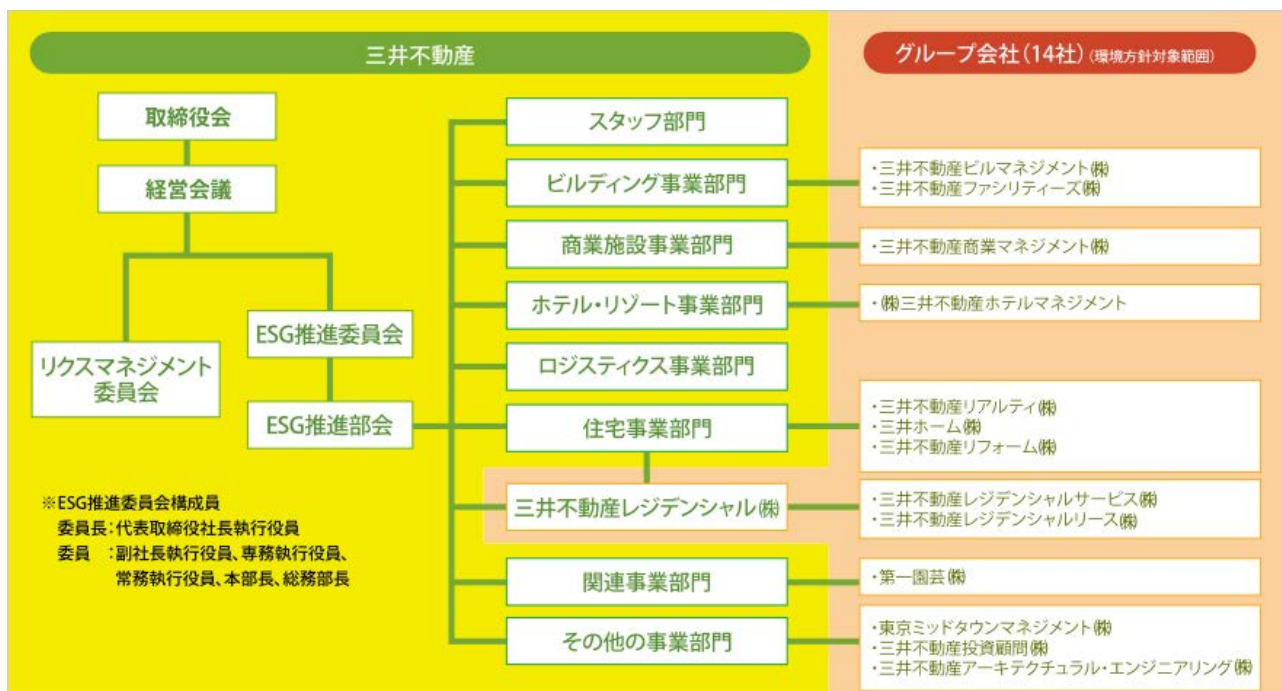 三井不動産
グループ会社(14社)(環境方針対象範囲)
取締役会
経営会議
リクスマネジメント
委員会
ESG推進委員会
ESG推進部会
※ESG推進委員会構成員
委員長:代表取締役社長執行役員
委員　:副社長執行役員、専務執行役員、
常務執行役員、本部長、総務部長
スタッフ部門
ビルディング事業部門
・三井不動産ビルマネジメント㈱
・三井不動産ファシリティーズ㈱
商業施設事業部門
・三井不動産商業マネジメント㈱
ホテル・リゾート事業部門
・㈱三井不動産ホテルマネジメント
ロジスティクス事業部門
住宅事業部門
・三井不動産リアルティ㈱
・三井ホーム㈱
・三井不動産リフォーム㈱
三井不動産レジデンシャル㈱
・三井不動産レジデンシャルサービス㈱
・三井不動産レジデンシャルリース㈱
関連事業部門
・第一園芸㈱
その他の事業部門
・東京ミッドタウンマネジメント㈱
・三井不動産投資顧問㈱
・三井不動産アーキテクチュラル・エンジニアリング㈱